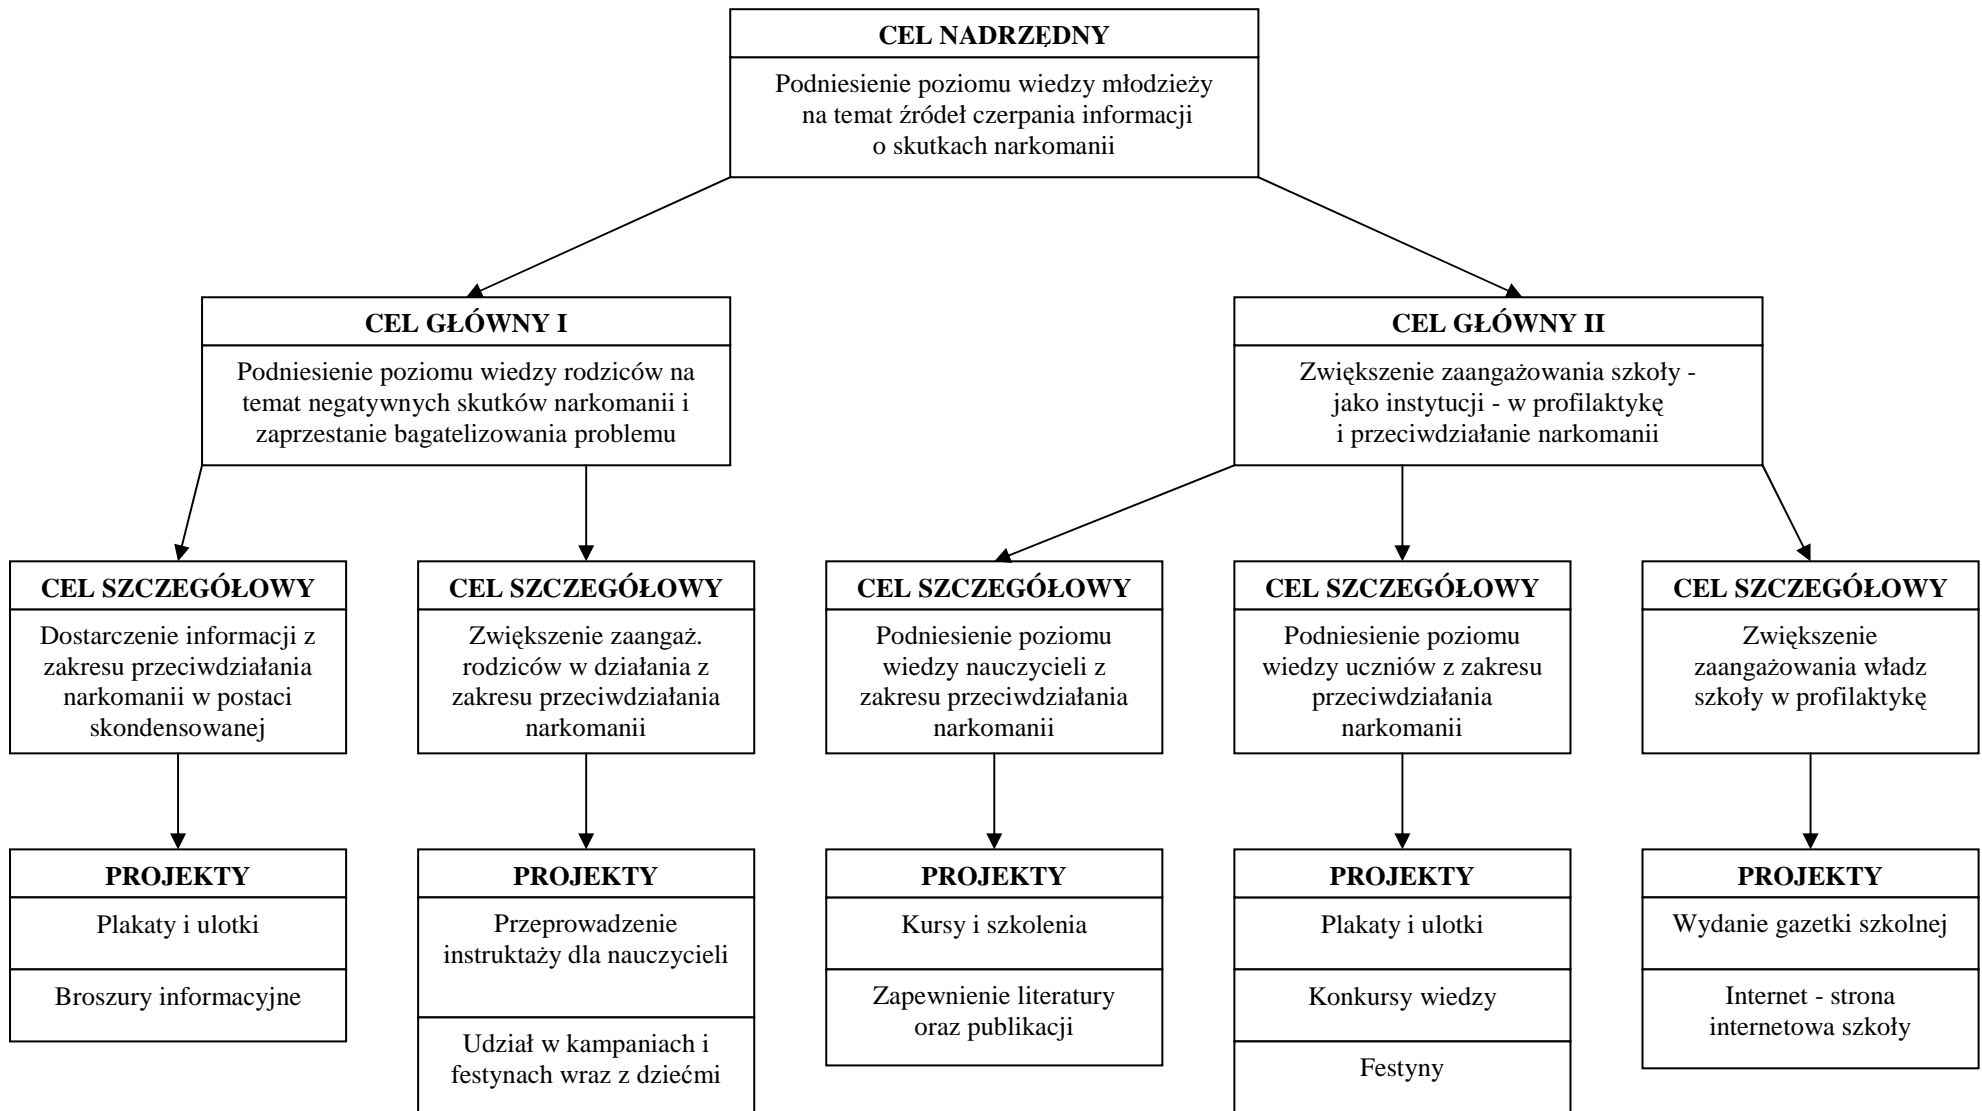 CEL NADRZĘDNY
Podniesienie poziomu wiedzy młodzieży
na temat źródeł czerpania informacji
o skutkach narkomanii
CEL GŁÓWNY I
Podniesienie poziomu wiedzy rodziców na
temat negatywnych skutków narkomanii i
zaprzestanie bagatelizowania problemu
CEL GŁÓWNY II
Zwiększenie zaangażowania szkoły -
jako instytucji - w profilaktykę
i przeciwdziałanie narkomanii
CEL SZCZEGÓŁOWY
Dostarczenie informacji z
zakresu przeciwdziałania
narkomanii w postaci
skondensowanej
CEL SZCZEGÓŁOWY
Zwiększenie zaangaż.
rodziców w działania z
zakresu przeciwdziałania
narkomanii
CEL SZCZEGÓŁOWY
Podniesienie poziomu
wiedzy nauczycieli z
zakresu przeciwdziałania
narkomanii
CEL SZCZEGÓŁOWY
Podniesienie poziomu
wiedzy uczniów z zakresu
przeciwdziałania
narkomanii
CEL SZCZEGÓŁOWY
Zwiększenie
zaangażowania władz
szkoły w profilaktykę
PROJEKTY
Plakaty i ulotki
Broszury informacyjne
PROJEKTY
Przeprowadzenie
instruktaży dla nauczycieli
Udział w kampaniach i
festynach wraz z dziećmi
PROJEKTY
Kursy i szkolenia
Zapewnienie literatury
oraz publikacji
PROJEKTY
Plakaty i ulotki
Konkursy wiedzy
Festyny
PROJEKTY
Wydanie gazetki szkolnej
Internet - strona
internetowa szkoły